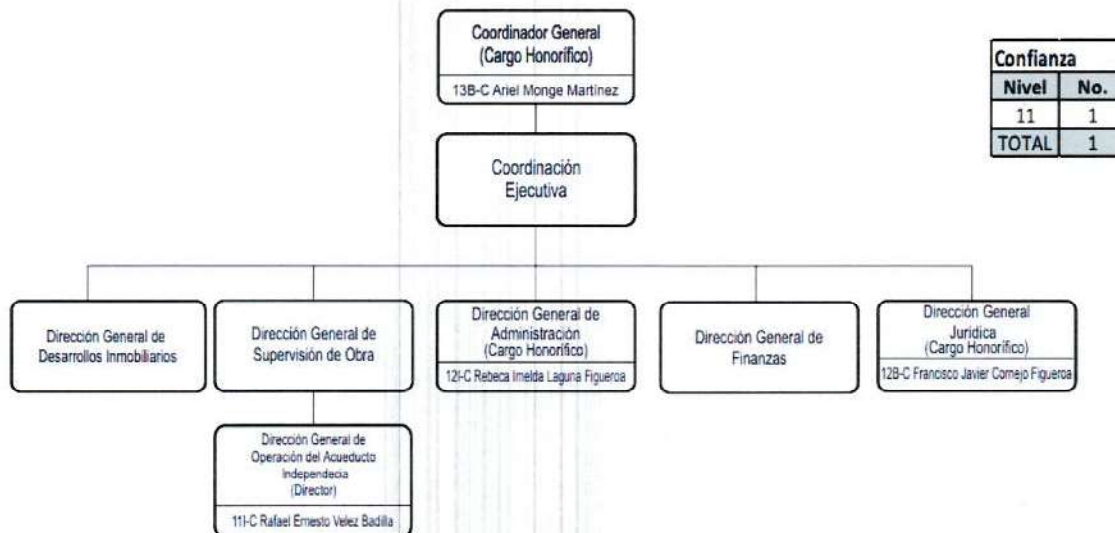 Coordinador General
(Cargo Honorífico)
13B-C Ariel Monge Martínez
Confianza
Nivel No.
11 1
TOTAL 1
Coordinación
Ejecutiva
Dirección General de
Desarrollos Inmobiliarios
Dirección General de
Supervisión de Obra
Dirección General de
Administración
(Cargo Honorífico)
12I-C Rebeca Imelda Laguna Figueroa
Dirección General de
Finanzas
Dirección General
Jurídica
(Cargo Honorífico)
12B-C Francisco Javier Cornejo Figueroa
Dirección General de
Operación del Acueducto
Independecia
(Director)
11I-C Rafael Ernesto Velez Badilla